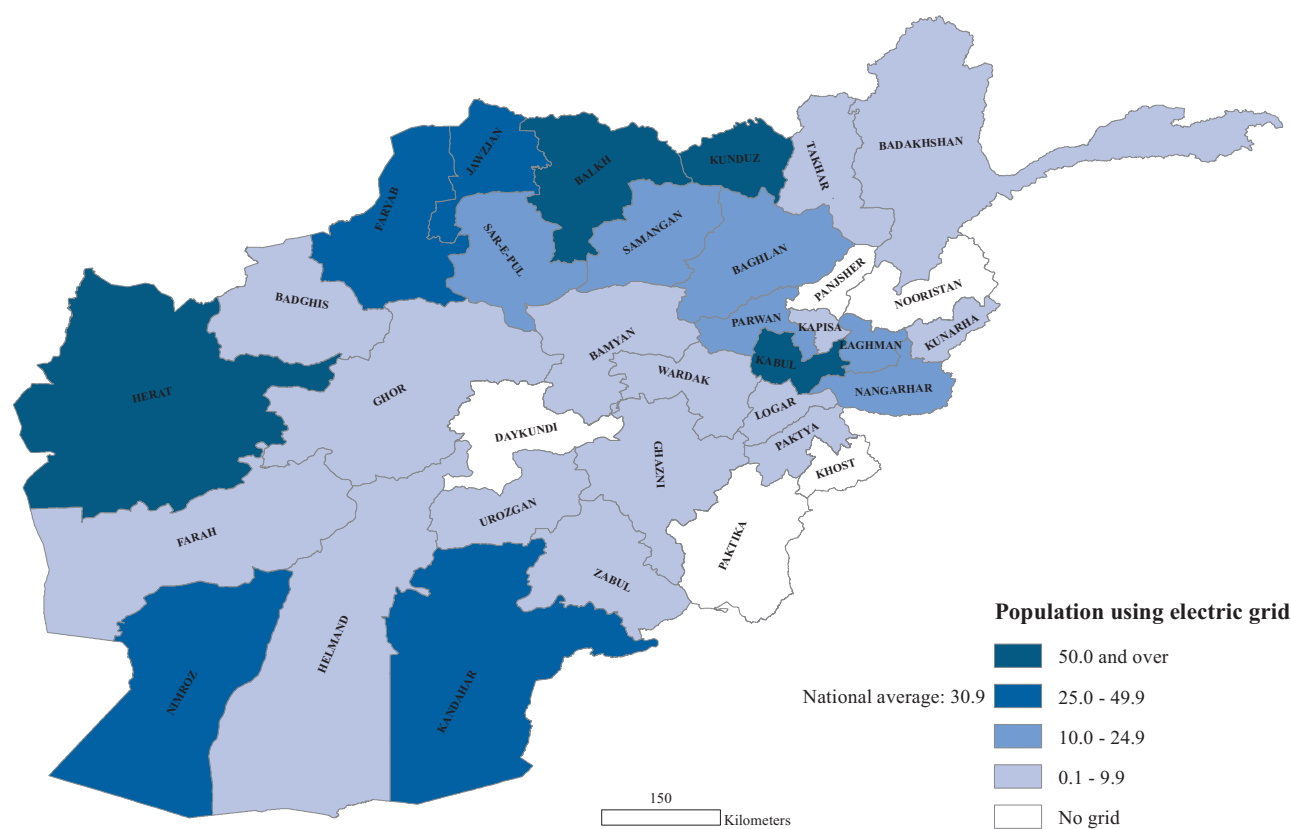 BADAKHSHAN
TAKHAR
KUNDUZ
BALKH
JAWZJAN
FARYAB
SAR-E-PUL
SAMANGAN
BAGHLAN
PANJSHER
NOORISTAN
BADGHIS
PARWAN
KAPISA
KUNARHA
LAGHMAN
BAMYAN
KABUL
WARDAK
NANGARHAR
HERAT
GHOR
LOGAR
DAYKUNDI
PAKTYA
KHOST
GHAZNI
UROZGAN
FARAH
PAKTIKA
ZABUL
HELMAND
NIMROZ
KANDAHAR
Population using electric grid
50.0 and over
National average: 30.9
25.0 - 49.9
10.0 - 24.9
0.1 - 9.9
No grid
150
Kilometers